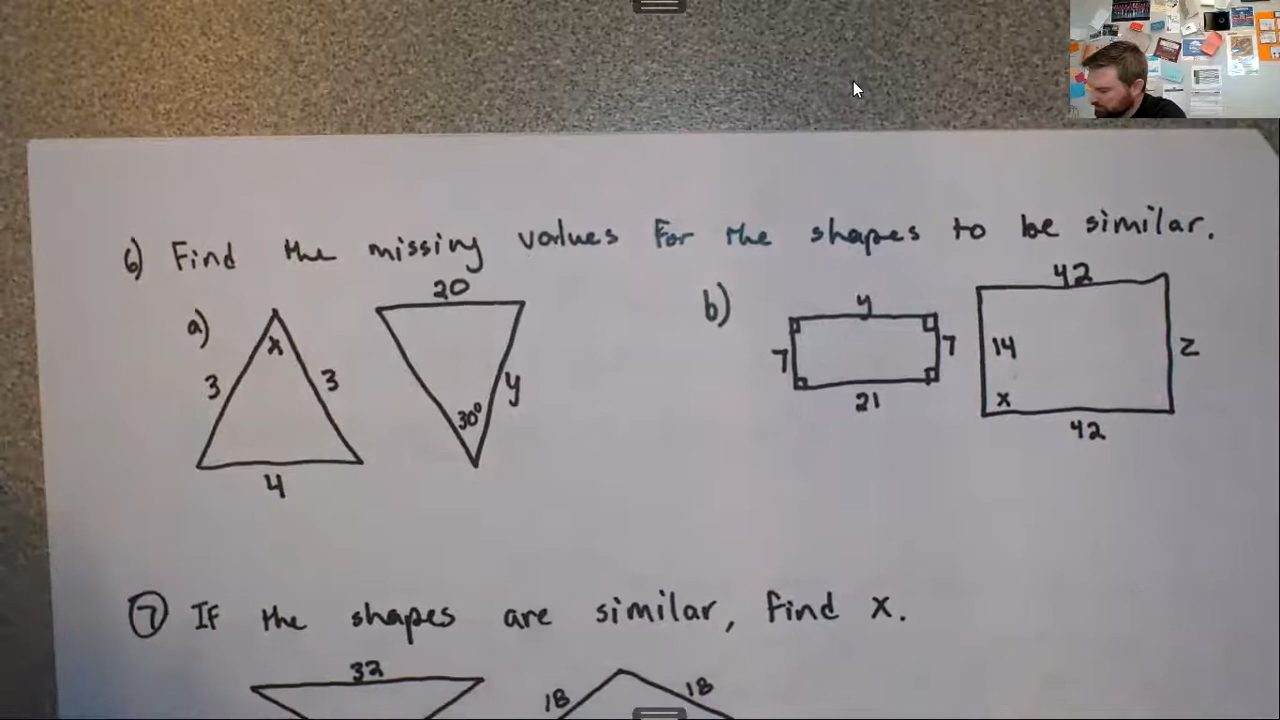 6) Find the missing values for the shapes to be similar.
a)
x
3
3
4
20
30°
y
b)
y
7
7
21
42
14
z
x
42
7 If the shapes are similar, find x.
32
18
18